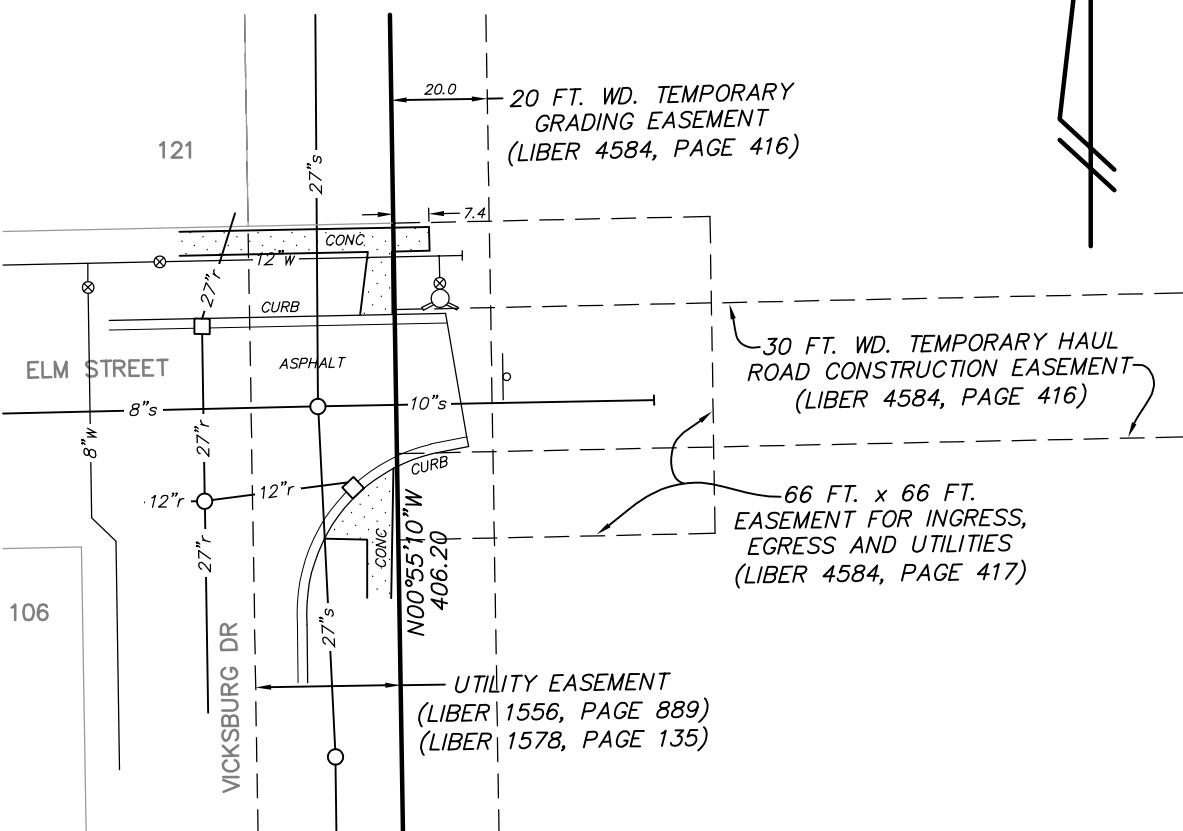 20.0
20 FT. WD. TEMPORARY
GRADING EASEMENT
(LIBER 4584, PAGE 416)
121
27"s
7.4
CONC
12"w
27"r
CURB
30 FT. WD. TEMPORARY HAUL
ROAD CONSTRUCTION EASEMENT
(LIBER 4584, PAGE 416)
ELM STREET
ASPHALT
8"s
10"s
8"w
27"r
CURB
12"r
12"r
66 FT. x 66 FT.
EASEMENT FOR INGRESS,
EGRESS AND UTILITIES
(LIBER 4584, PAGE 417)
N00°55'10"W
406.20
CONC
27"r
106
27"s
VICKSBURG DR
UTILITY EASEMENT
(LIBER 1556, PAGE 889)
(LIBER 1578, PAGE 135)